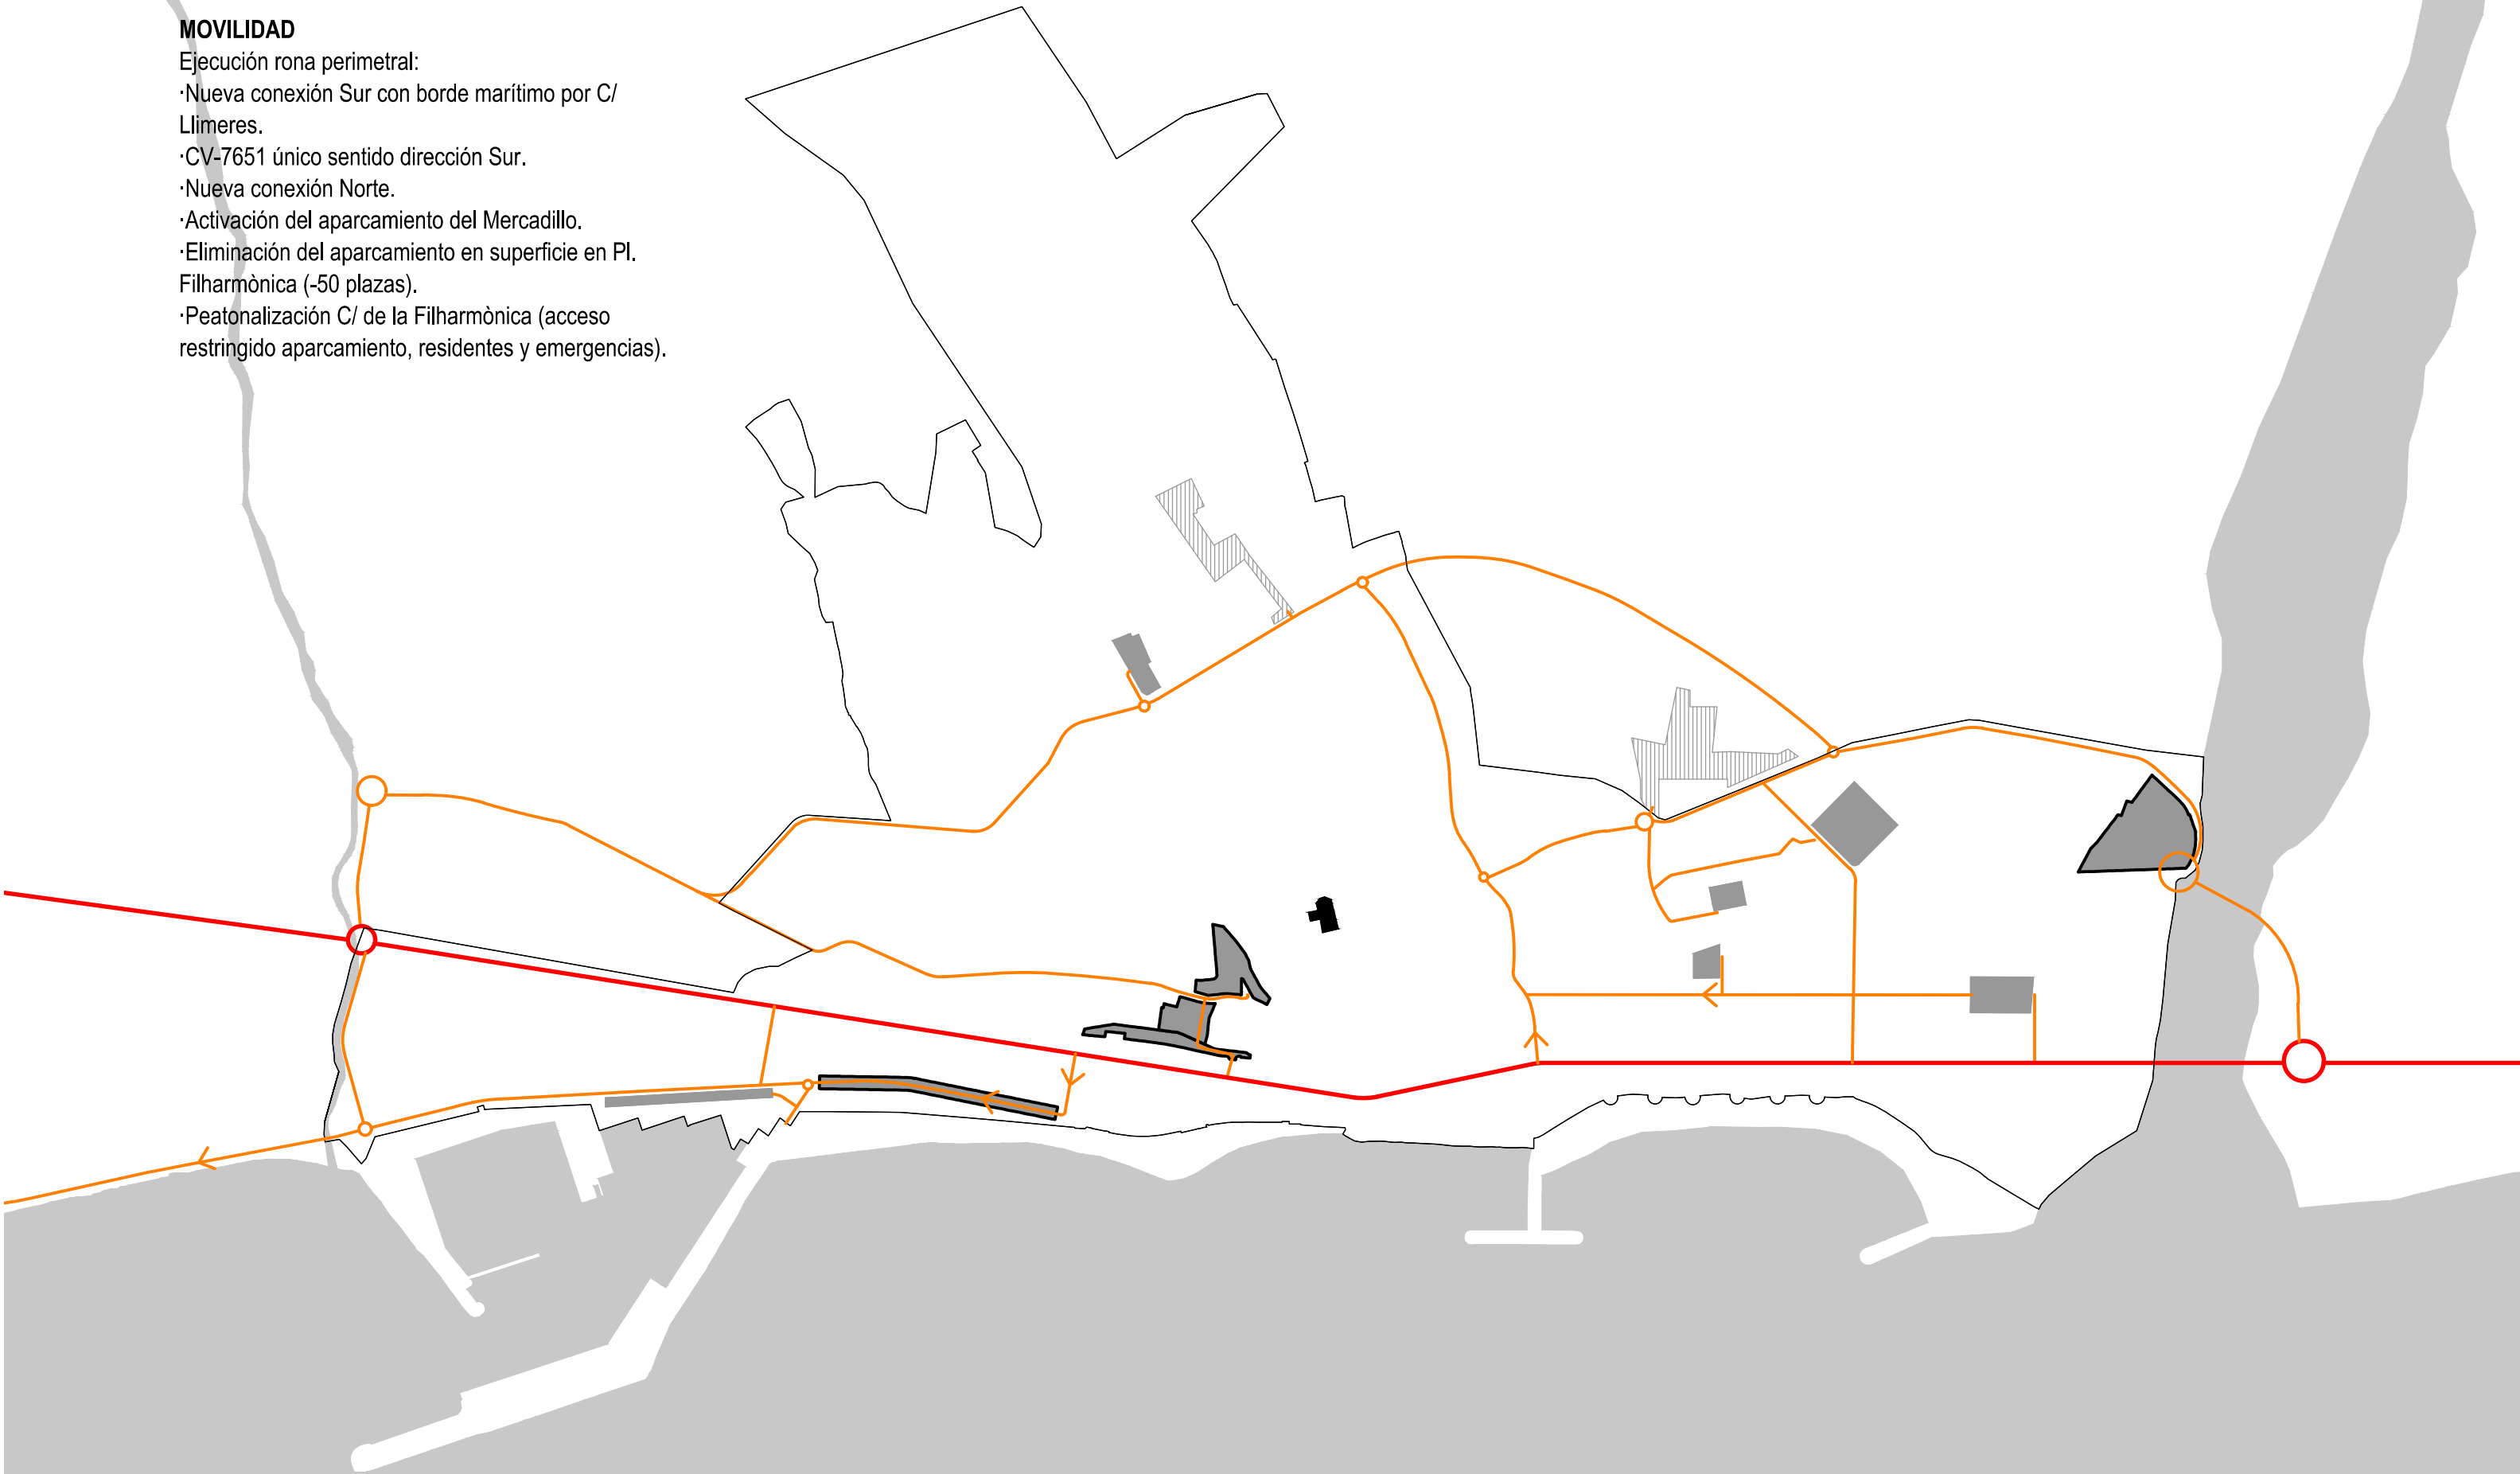 MOVILIDAD
Ejecución rona perimetral:
·Nueva conexión Sur con borde marítimo por C/
Llimeres.
·CV-7651 único sentido dirección Sur.
·Nueva conexión Norte.
·Activación del aparcamiento del Mercadillo.
·Eliminación del aparcamiento en superficie en Pl.
Filharmònica (-50 plazas).
·Peatonalización C/ de la Filharmònica (acceso
restringido aparcamiento, residentes y emergencias).